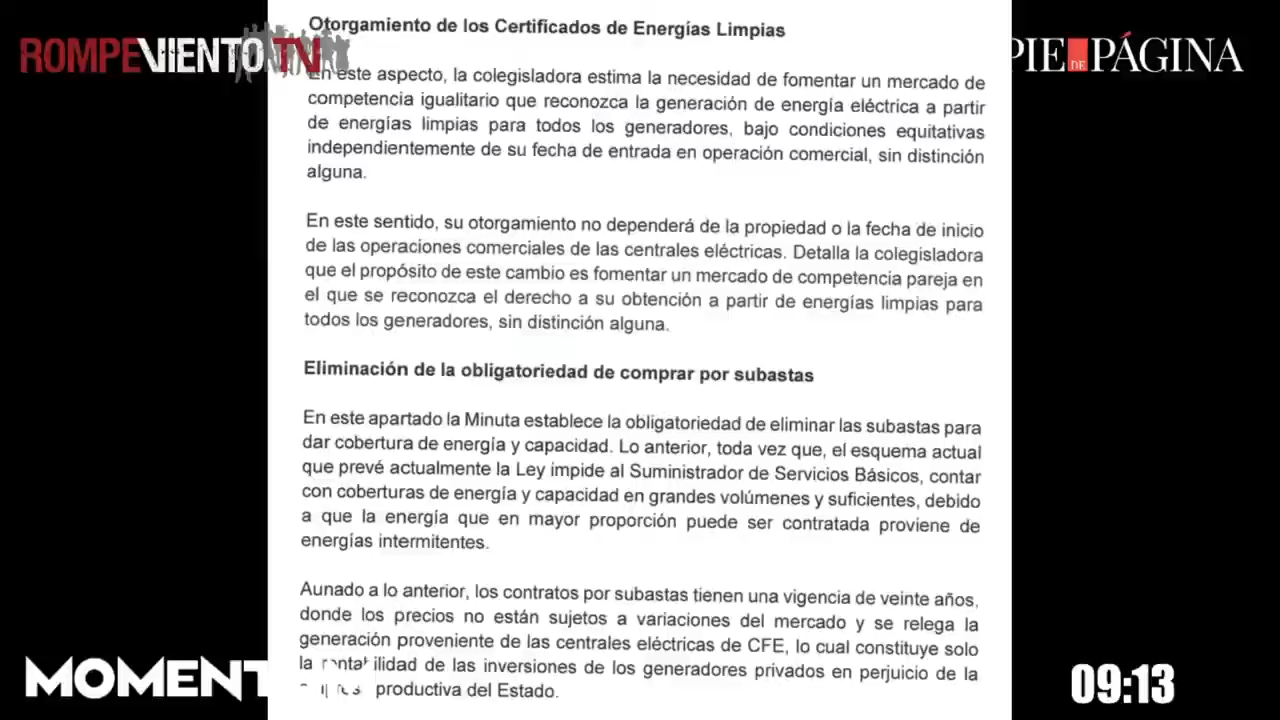 Otorgamiento de los Certificados de Energías Limpias
ROMPEVIENTO TV
PIE DE PÁGINA
En este aspecto, la colegisladora estima la necesidad de fomentar un mercado de
competencia igualitario que reconozca la generación de energía eléctrica a partir
de energías limpias para todos los generadores, bajo condiciones equitativas
independientemente de su fecha de entrada en operación comercial, sin distinción
alguna.
En este sentido, su otorgamiento no dependerá de la propiedad o la fecha de inicio
de las operaciones comerciales de las centrales eléctricas. Detalla la colegisladora
que el propósito de este cambio es fomentar un mercado de competencia pareja en
el que se reconozca el derecho a su obtención a partir de energías limpias para
todos los generadores, sin distinción alguna.
Eliminación de la obligatoriedad de comprar por subastas
En este apartado la Minuta establece la obligatoriedad de eliminar las subastas para
dar cobertura de energía y capacidad. Lo anterior, toda vez que, el esquema actual
que prevé actualmente la Ley impide al Suministrador de Servicios Básicos, contar
con coberturas de energía y capacidad en grandes volúmenes y suficientes, debido
a que la energía que en mayor proporción puede ser contratada proviene de
energías intermitentes.
Aunado a lo anterior, los contratos por subastas tienen una vigencia de veinte años,
donde los precios no están sujetos a variaciones del mercado y se relega la
generación proveniente de las centrales eléctricas de CFE, lo cual constituye solo
la rentabilidad de las inversiones de los generadores privados en perjuicio de la
productiva del Estado.
MOMENT
09:13